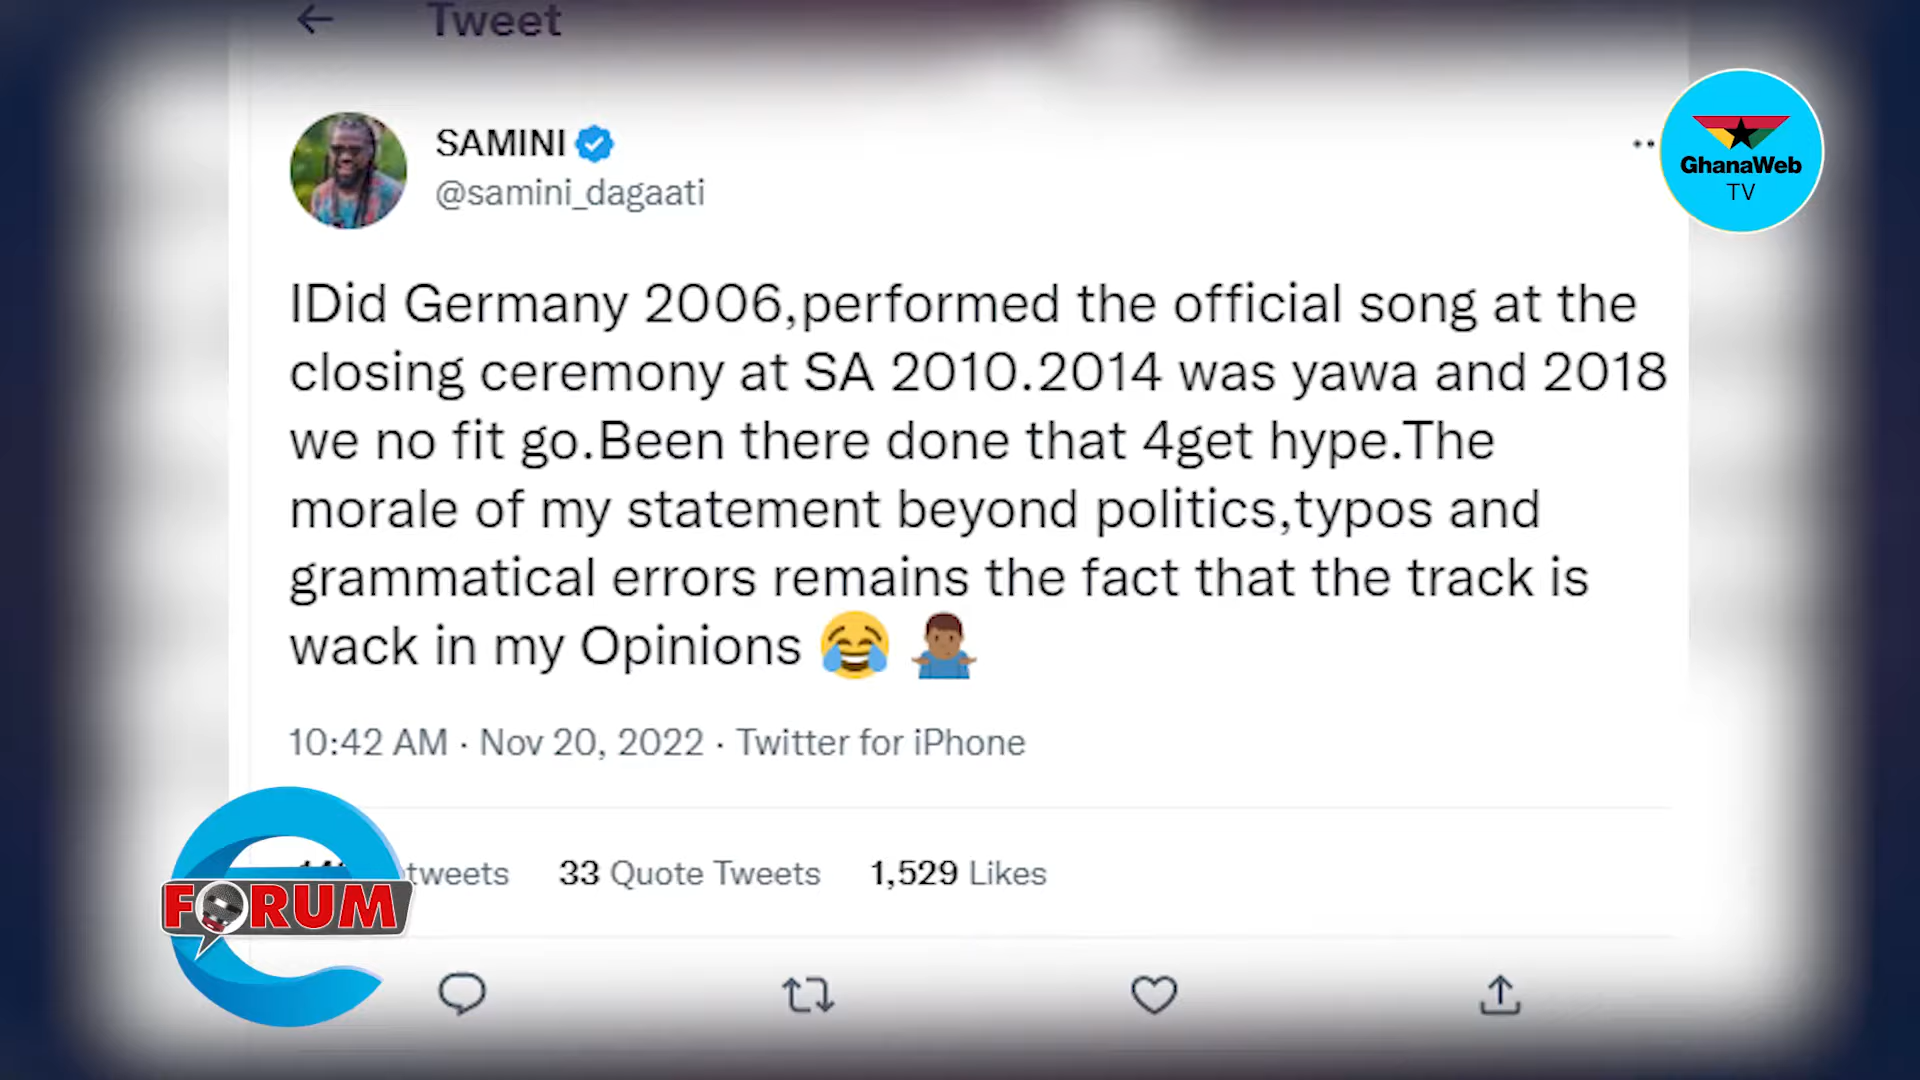 Tweet
SAMINI
@samini_dagaati
GhanaWeb
TV
IDid Germany 2006,performed the official song at the
closing ceremony at SA 2010.2014 was yawa and 2018
we no fit go.Been there done that 4get hype.The
morale of my statement beyond politics,typos and
grammatical errors remains the fact that the track is
wack in my Opinions 😂 🤷🏾‍♂️
10:42 AM · Nov 20, 2022 · Twitter for iPhone
33 Quote Tweets 1,529 Likes
FORUM